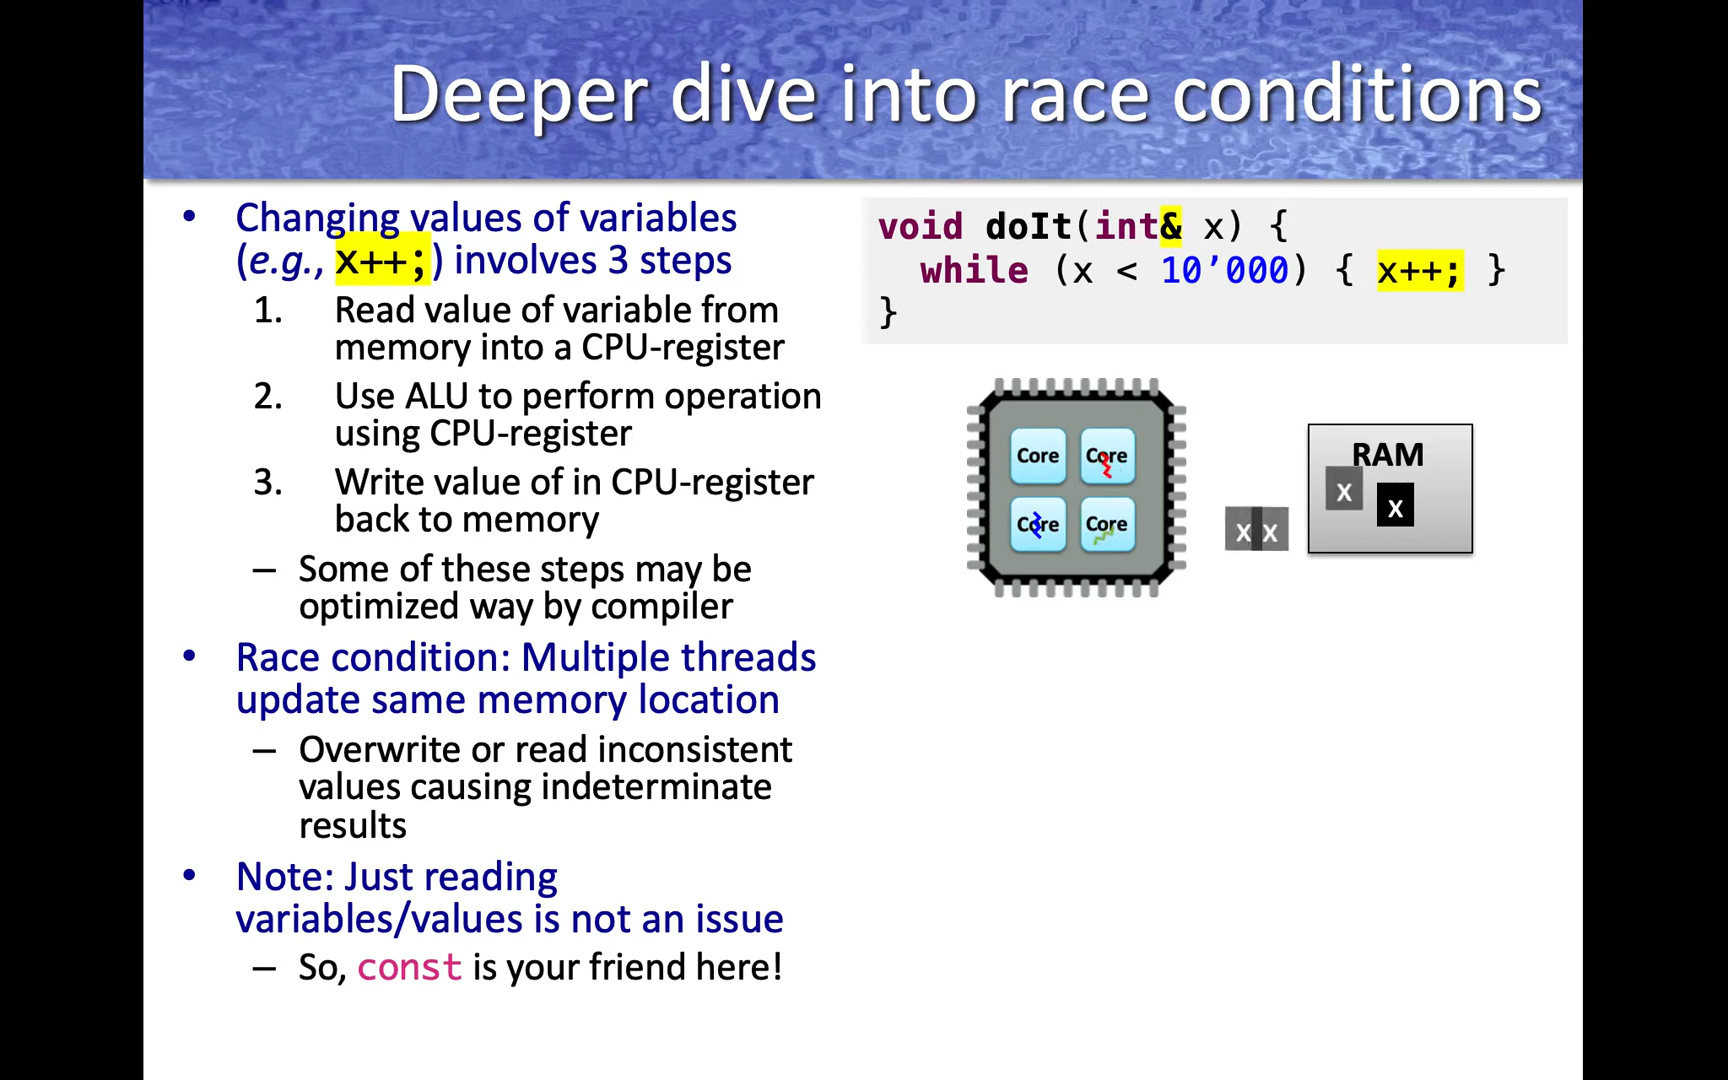 Deeper dive into race conditions
• Changing values of variables
(e.g., x++;) involves 3 steps
1. Read value of variable from
memory into a CPU-register
2. Use ALU to perform operation
using CPU-register
3. Write value of in CPU-register
back to memory
– Some of these steps may be
optimized way by compiler
• Race condition: Multiple threads
update same memory location
– Overwrite or read inconsistent
values causing indeterminate
results
• Note: Just reading
variables/values is not an issue
– So, const is your friend here!
void doIt(int& x) {
while (x < 10’000) { x++; }
}
Core Core
Core Core
RAM
x
x
x x